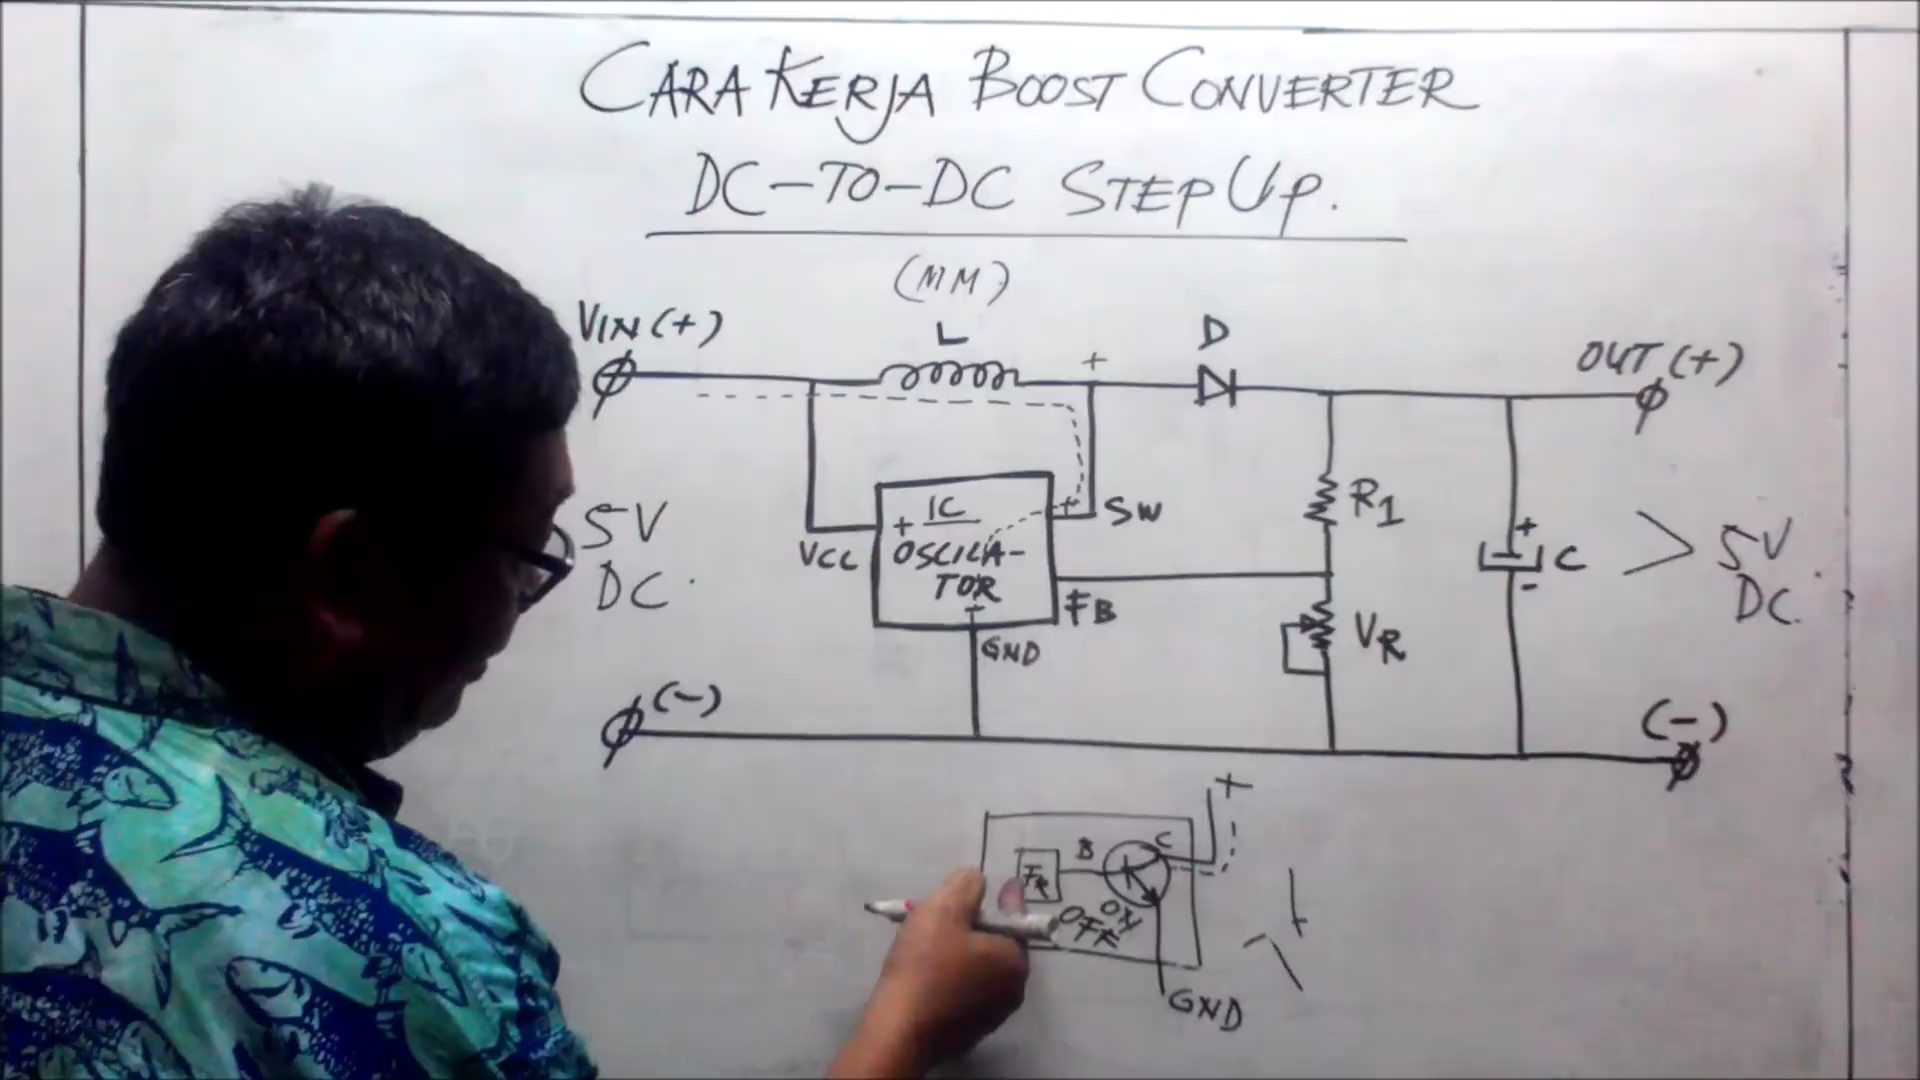 CARA KERJA BOOST CONVERTER
DC-TO-DC STEP UP.
(MM)
VIN (+)
L
+
D
OUT (+)
5V
DC.
VCC
+ IC +
OSCILA-
TOR
-
SW
FB
GND
R1
VR
+
C
-
> 5V
DC.
(-)
(-)
+
FR
B
C
ON
OFF
GND